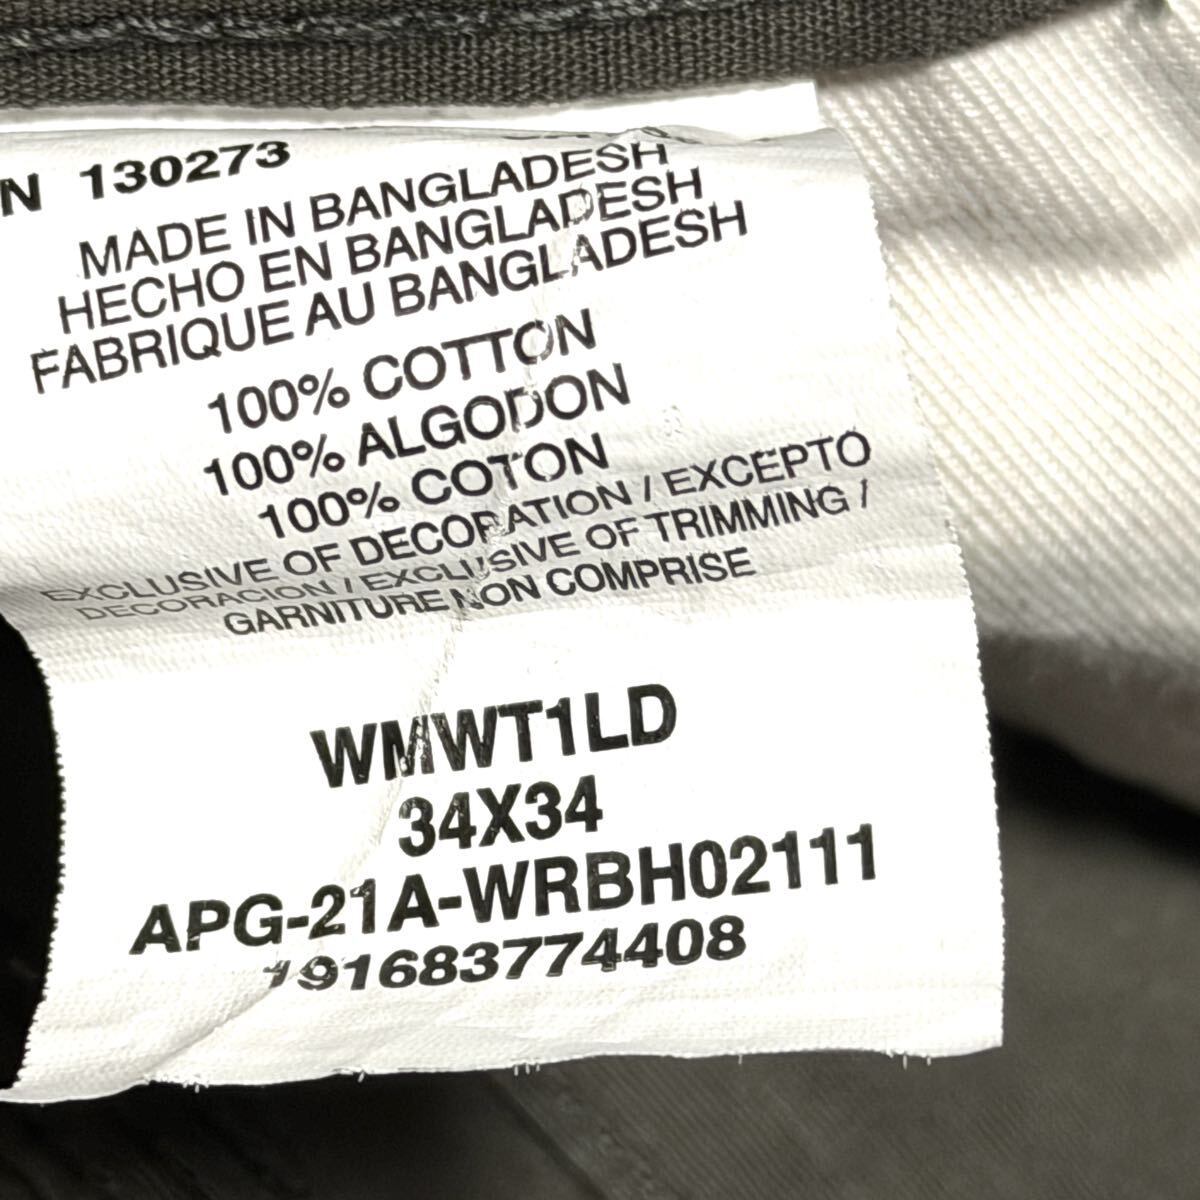 N 130273
MADE IN BANGLADESH
HECHO EN BANGLADESH
FABRIQUE AU BANGLADESH
100% COTTON
100% ALGODON
100% COTON
EXCLUSIVE OF DECORATION / EXCEPTO
DECORACION / EXCLUSIVE OF TRIMMING /
GARNITURE NON COMPRISE
WMWT1LD
34X34
APG-21A-WRBH02111
191683774408